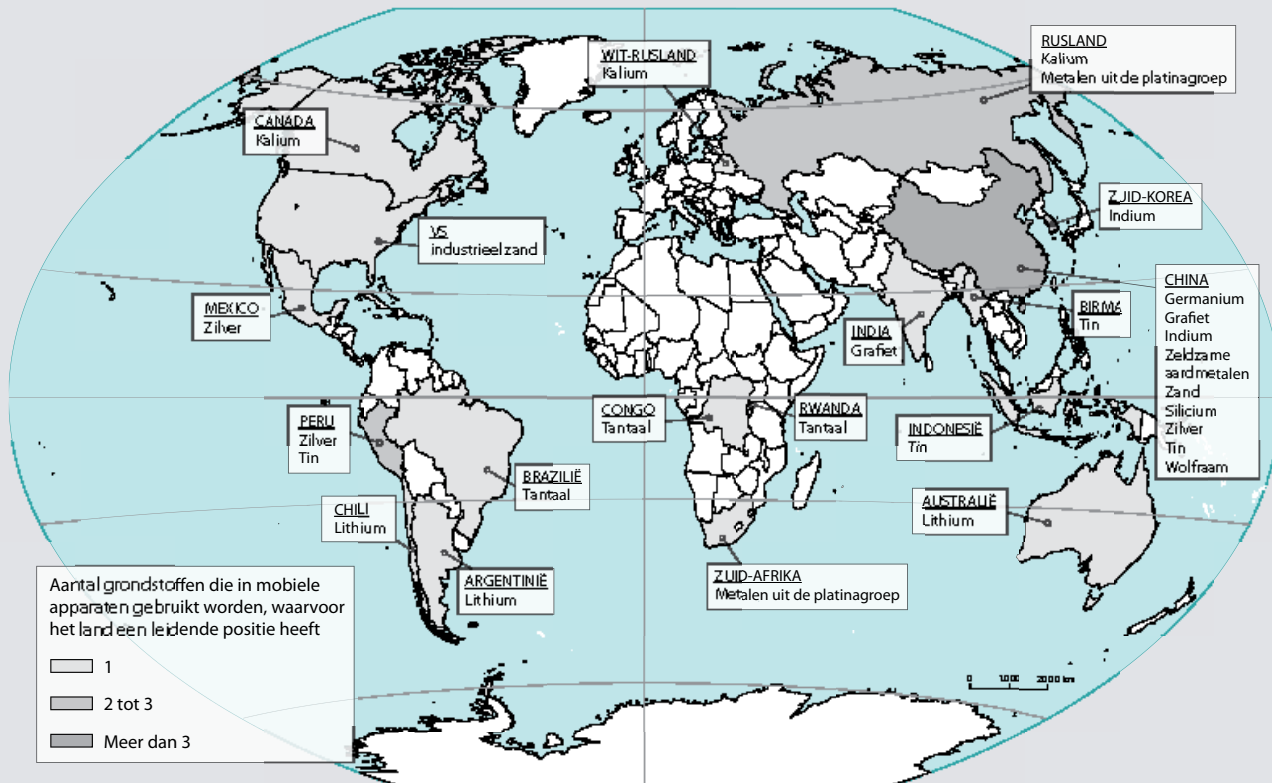 WIT-RUSLAND
Kalium
RUSLAND
Kalium
Metalen uit de platinagroep
CANADA
Kalium
ZUID-KOREA
Indium
VS
industrieel zand
MEXICO
Zilver
INDIA
Grafiet
BIRMA
Tin
CHINA
Germanium
Grafiet
Indium
Zeldzame
aardmetalen
Zand
Silicium
Zilver
Tin
Wolfraam
PERU
Zilver
Tin
CONGO
Tantaal
RWANDA
Tantaal
INDONESIË
Tin
BRAZILIË
Tantaal
CHILI
Lithium
AUSTRALIË
Lithium
ARGENTINIË
Lithium
ZUID-AFRIKA
Metalen uit de platinagroep
Aantal grondstoffen die in mobiele
apparaten gebruikt worden, waarvoor
het land een leidende positie heeft
1
2 tot 3
Meer dan 3
0 1.000 2000 km